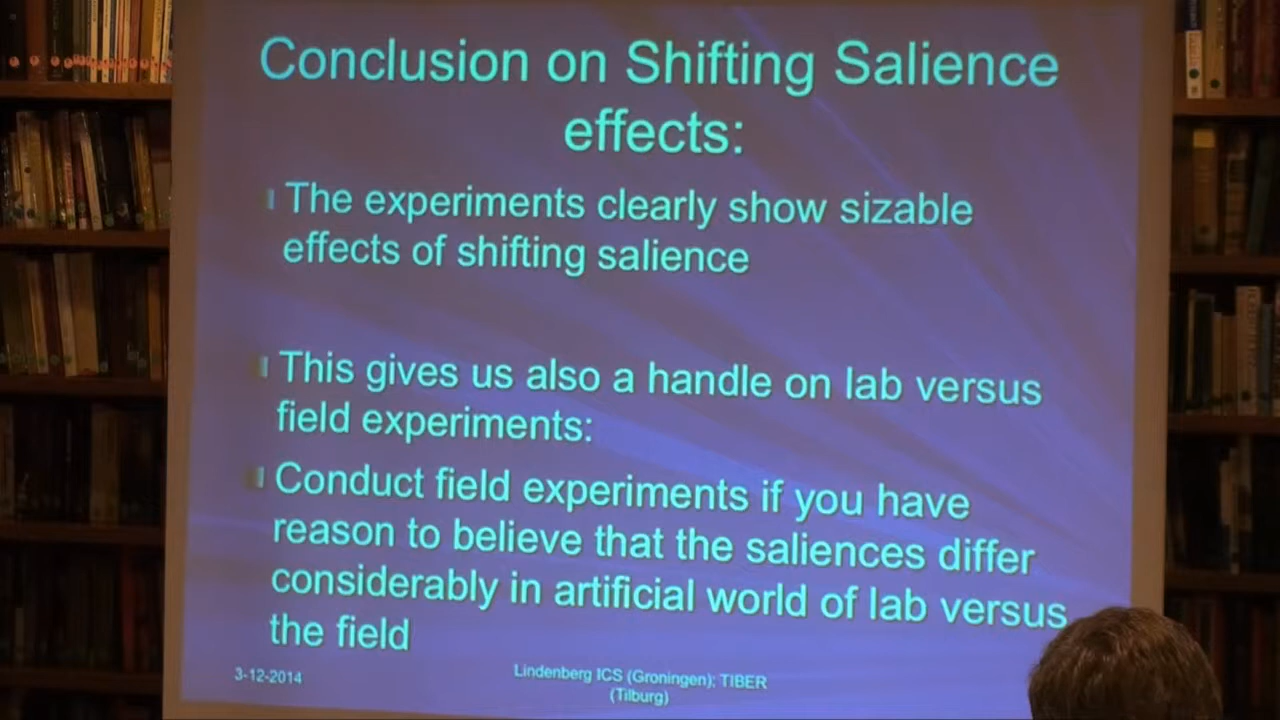 Conclusion on Shifting Salience
effects:
The experiments clearly show sizable
effects of shifting salience
This gives us also a handle on lab versus
field experiments:
Conduct field experiments if you have
reason to believe that the saliences differ
considerably in artificial world of lab versus
the field
3-12-2014
Lindenberg ICS (Groningen); TIBER
(Tilburg)